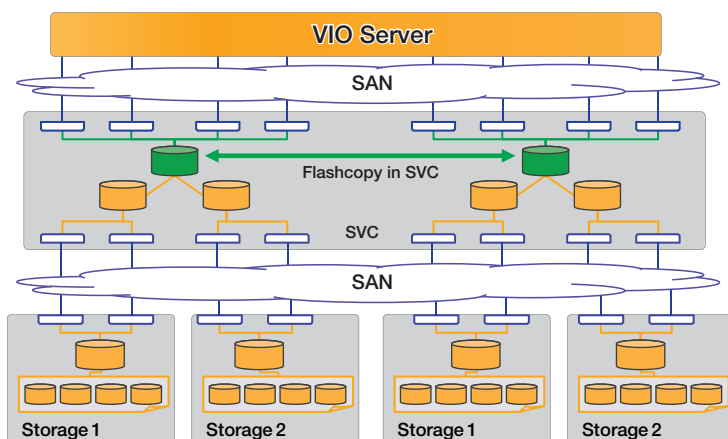 VIO Server
SAN
Flashcopy in SVC
SVC
SAN
Storage 1
Storage 2
Storage 1
Storage 2